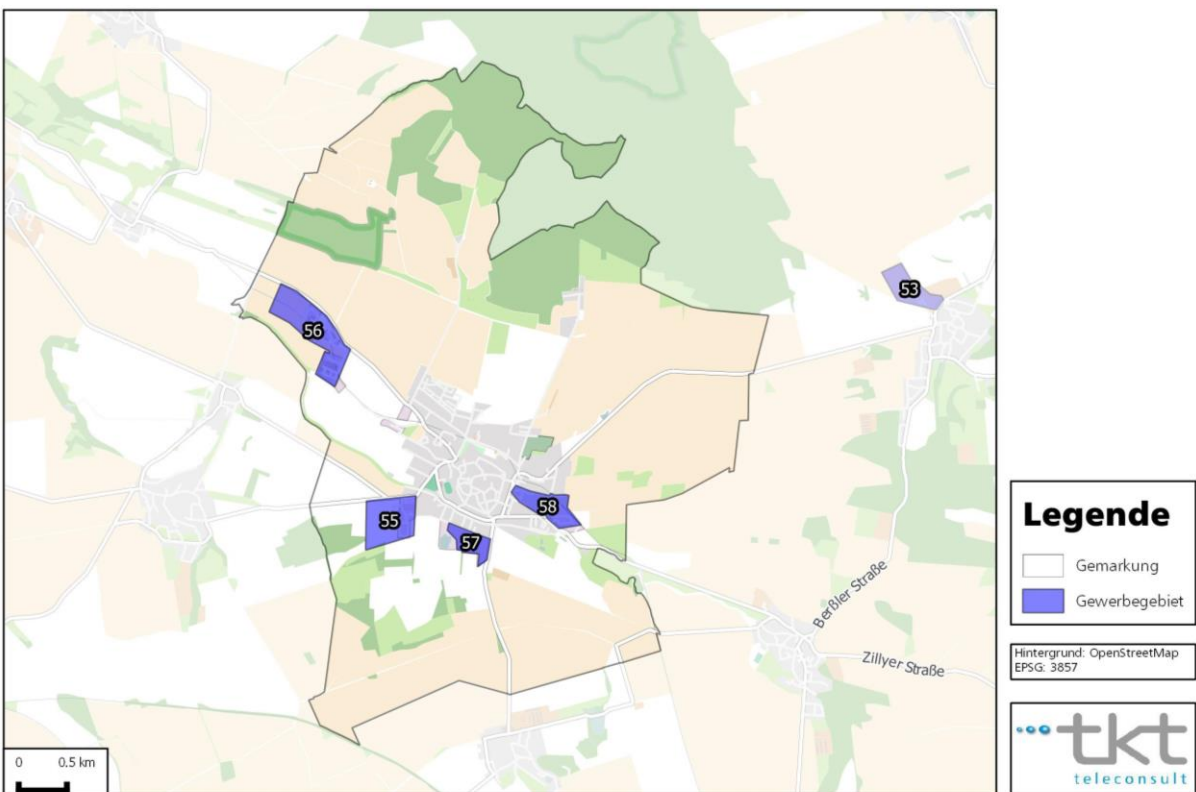 53
56
55
57
58
Berßler Straße
Zillyer Straße
0 0.5 km
Legende
Gemarkung
Gewerbegebiet
Hintergrund: OpenStreetMap
EPSG: 3857
tkt
teleconsult